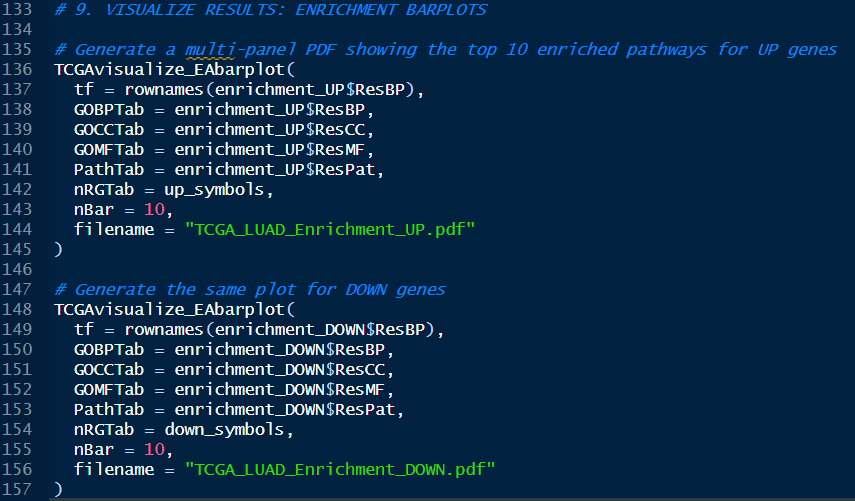 133 # 9. VISUALIZE RESULTS: ENRICHMENT BARPLOTS
134
135 # Generate a multi-panel PDF showing the top 10 enriched pathways for UP genes
136 TCGAvisualize_EAbarplot(
137   tf = rownames(enrichment_UP$ResBP),
138   GOBPTab = enrichment_UP$ResBP,
139   GOCCTab = enrichment_UP$ResCC,
140   GOMFTab = enrichment_UP$ResMF,
141   PathTab = enrichment_UP$ResPat,
142   nRGTab = up_symbols,
143   nBar = 10,
144   filename = "TCGA_LUAD_Enrichment_UP.pdf"
145 )
146
147 # Generate the same plot for DOWN genes
148 TCGAvisualize_EAbarplot(
149   tf = rownames(enrichment_DOWN$ResBP),
150   GOBPTab = enrichment_DOWN$ResBP,
151   GOCCTab = enrichment_DOWN$ResCC,
152   GOMFTab = enrichment_DOWN$ResMF,
153   PathTab = enrichment_DOWN$ResPat,
154   nRGTab = down_symbols,
155   nBar = 10,
156   filename = "TCGA_LUAD_Enrichment_DOWN.pdf"
157 )